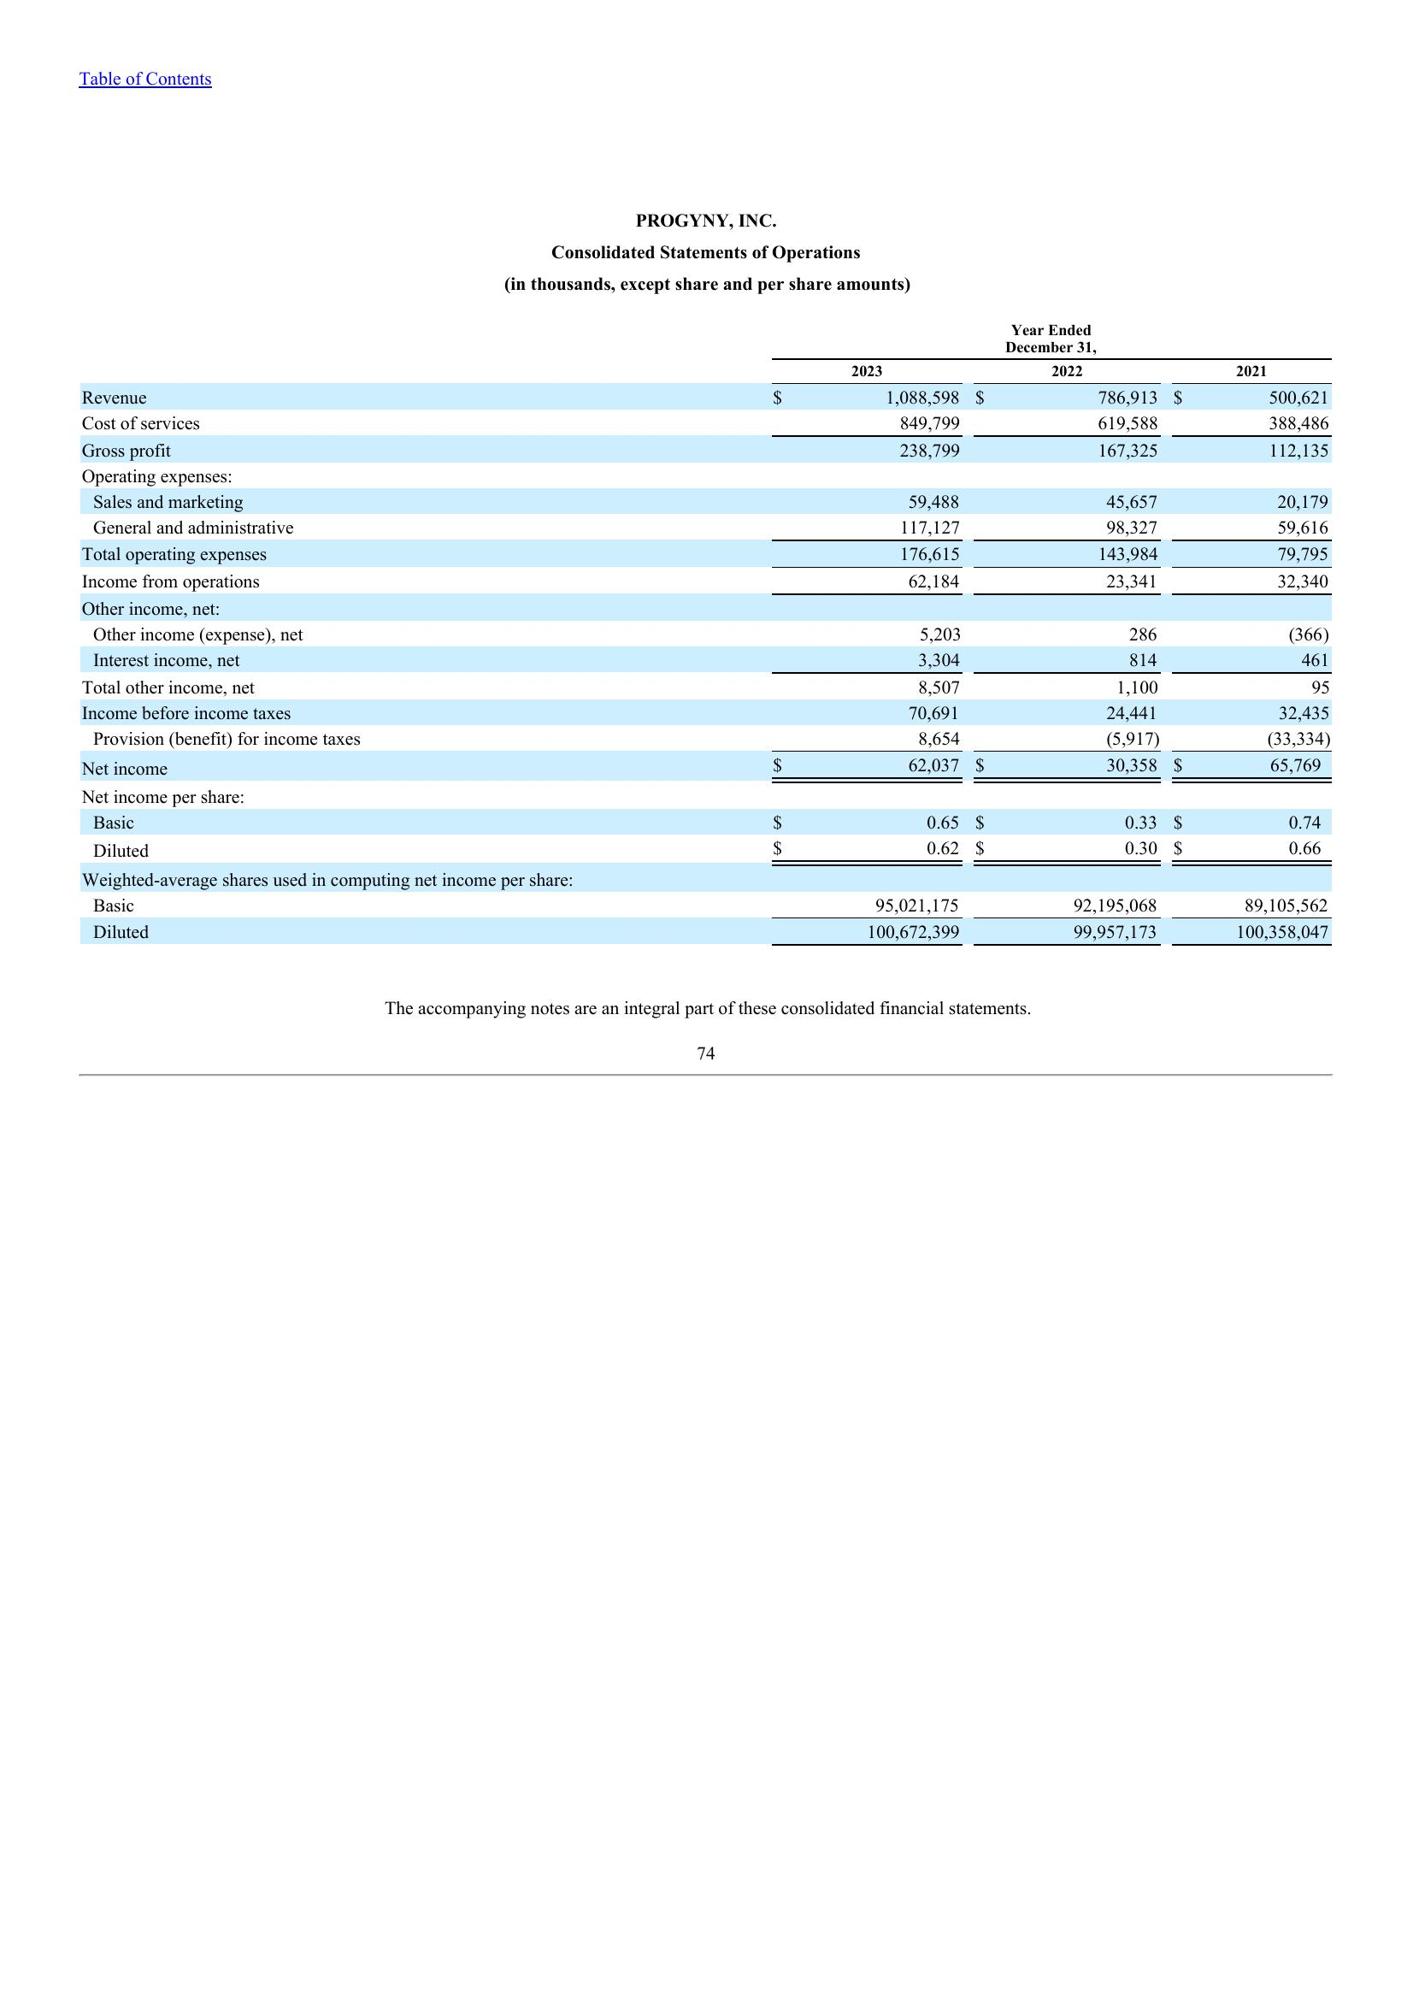 Table of Contents
PROGYNY, INC.
Consolidated Statements of Operations
(in thousands, except share and per share amounts)
Year Ended
December 31,
2023 2022 2021
Revenue $ 1,088,598 $ 786,913 $ 500,621
Cost of services 849,799 619,588 388,486
Gross profit 238,799 167,325 112,135
Operating expenses:
Sales and marketing 59,488 45,657 20,179
General and administrative 117,127 98,327 59,616
Total operating expenses 176,615 143,984 79,795
Income from operations 62,184 23,341 32,340
Other income, net:
Other income (expense), net 5,203 286 (366)
Interest income, net 3,304 814 461
Total other income, net 8,507 1,100 95
Income before income taxes 70,691 24,441 32,435
Provision (benefit) for income taxes 8,654 (5,917) (33,334)
Net income $ 62,037 $ 30,358 $ 65,769
Net income per share:
Basic $ 0.65 $ 0.33 $ 0.74
Diluted $ 0.62 $ 0.30 $ 0.66
Weighted-average shares used in computing net income per share:
Basic 95,021,175 92,195,068 89,105,562
Diluted 100,672,399 99,957,173 100,358,047
The accompanying notes are an integral part of these consolidated financial statements.
74